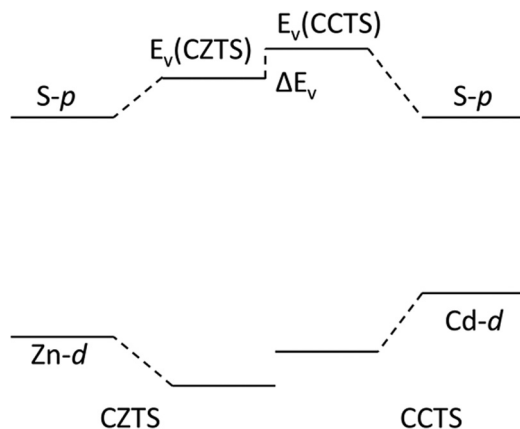 E_v(CCTS)
E_v(CZTS)
ΔE_v
S-p
S-p
Cd-d
Zn-d
CZTS
CCTS